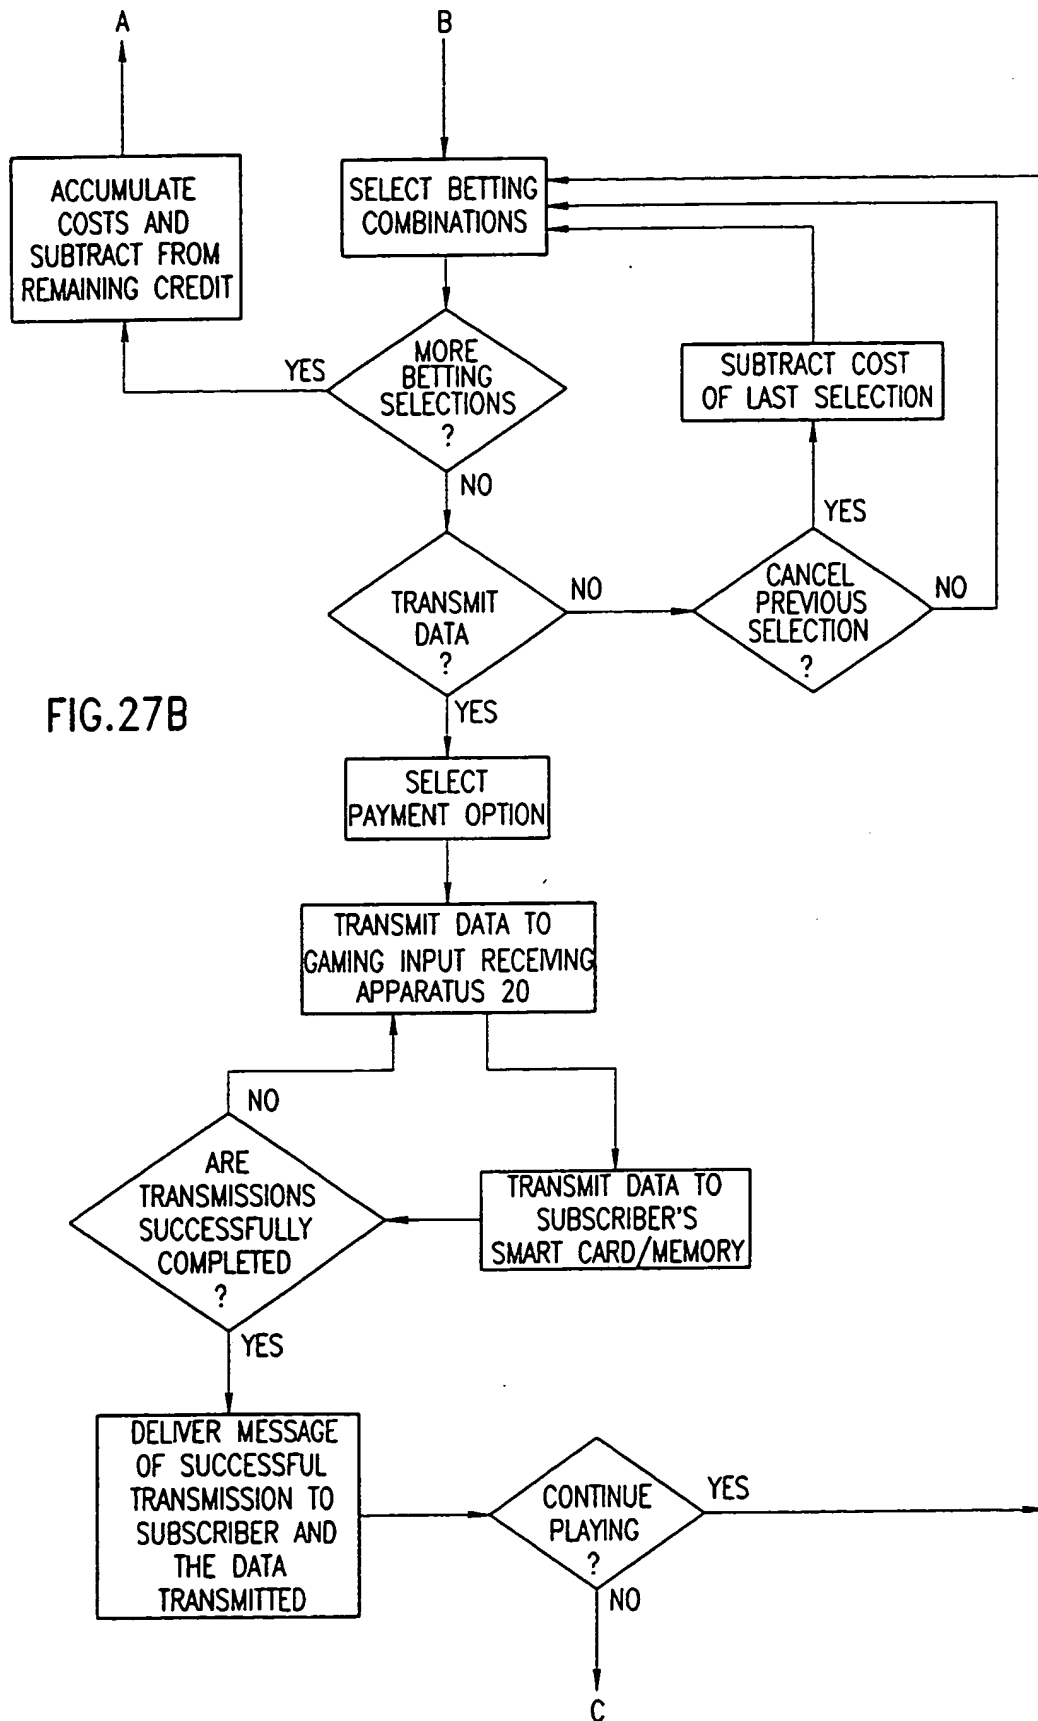 A
B
ACCUMULATE
COSTS AND
SUBTRACT FROM
REMAINING CREDIT
SELECT BETTING
COMBINATIONS
YES
MORE
BETTING
SELECTIONS
?
SUBTRACT COST
OF LAST SELECTION
NO
YES
TRANSMIT
DATA
?
NO
CANCEL
PREVIOUS
SELECTION
?
NO
FIG.27B
YES
SELECT
PAYMENT OPTION
TRANSMIT DATA TO
GAMING INPUT RECEIVING
APPARATUS 20
NO
ARE
TRANSMISSIONS
SUCCESSFULLY
COMPLETED
?
TRANSMIT DATA TO
SUBSCRIBER'S
SMART CARD/MEMORY
YES
DELIVER MESSAGE
OF SUCCESSFUL
TRANSMISSION TO
SUBSCRIBER AND
THE DATA
TRANSMITTED
CONTINUE
PLAYING
?
YES
NO
C